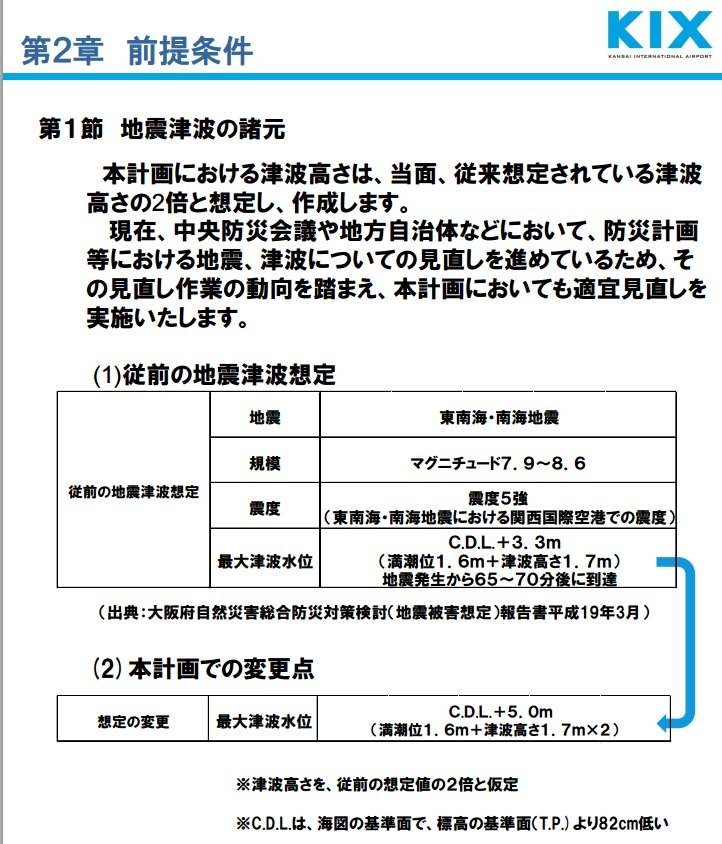 第2章 前提条件
KIX
KANSAI INTERNATIONAL AIRPORT
第1節 地震津波の諸元
本計画における津波高さは、当面、従来想定されている津波
高さの2倍と想定し、作成します。
現在、中央防災会議や地方自治体などにおいて、防災計画
等における地震、津波についての見直しを進めているため、そ
の見直し作業の動向を踏まえ、本計画においても適宜見直しを
実施いたします。
(1)従前の地震津波想定
従前の地震津波想定
地震
東南海・南海地震
規模
マグニチュード7.9~8.6
震度
震度5強
(東南海・南海地震における関西国際空港での震度)
最大津波水位
C.D.L.+3.3m
(満潮位1.6m+津波高さ1.7m)
地震発生から65~70分後に到達
(出典:大阪府自然災害総合防災対策検討(地震被害想定)報告書平成19年3月)
(2)本計画での変更点
想定の変更
最大津波水位
C.D.L.+5.0m
(満潮位1.6m+津波高さ1.7m×2)
※津波高さを、従前の想定値の2倍と仮定
※C.D.L.は、海図の基準面で、標高の基準面(T.P.)より82cm低い